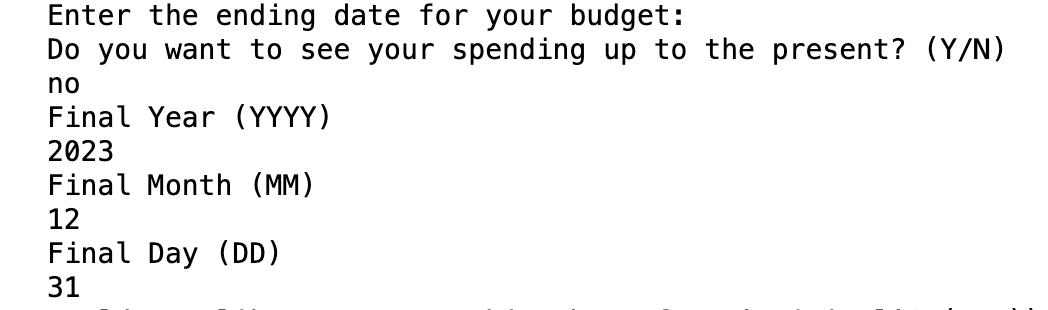 Enter the ending date for your budget:
Do you want to see your spending up to the present? (Y/N)
no
Final Year (YYYY)
2023
Final Month (MM)
12
Final Day (DD)
31